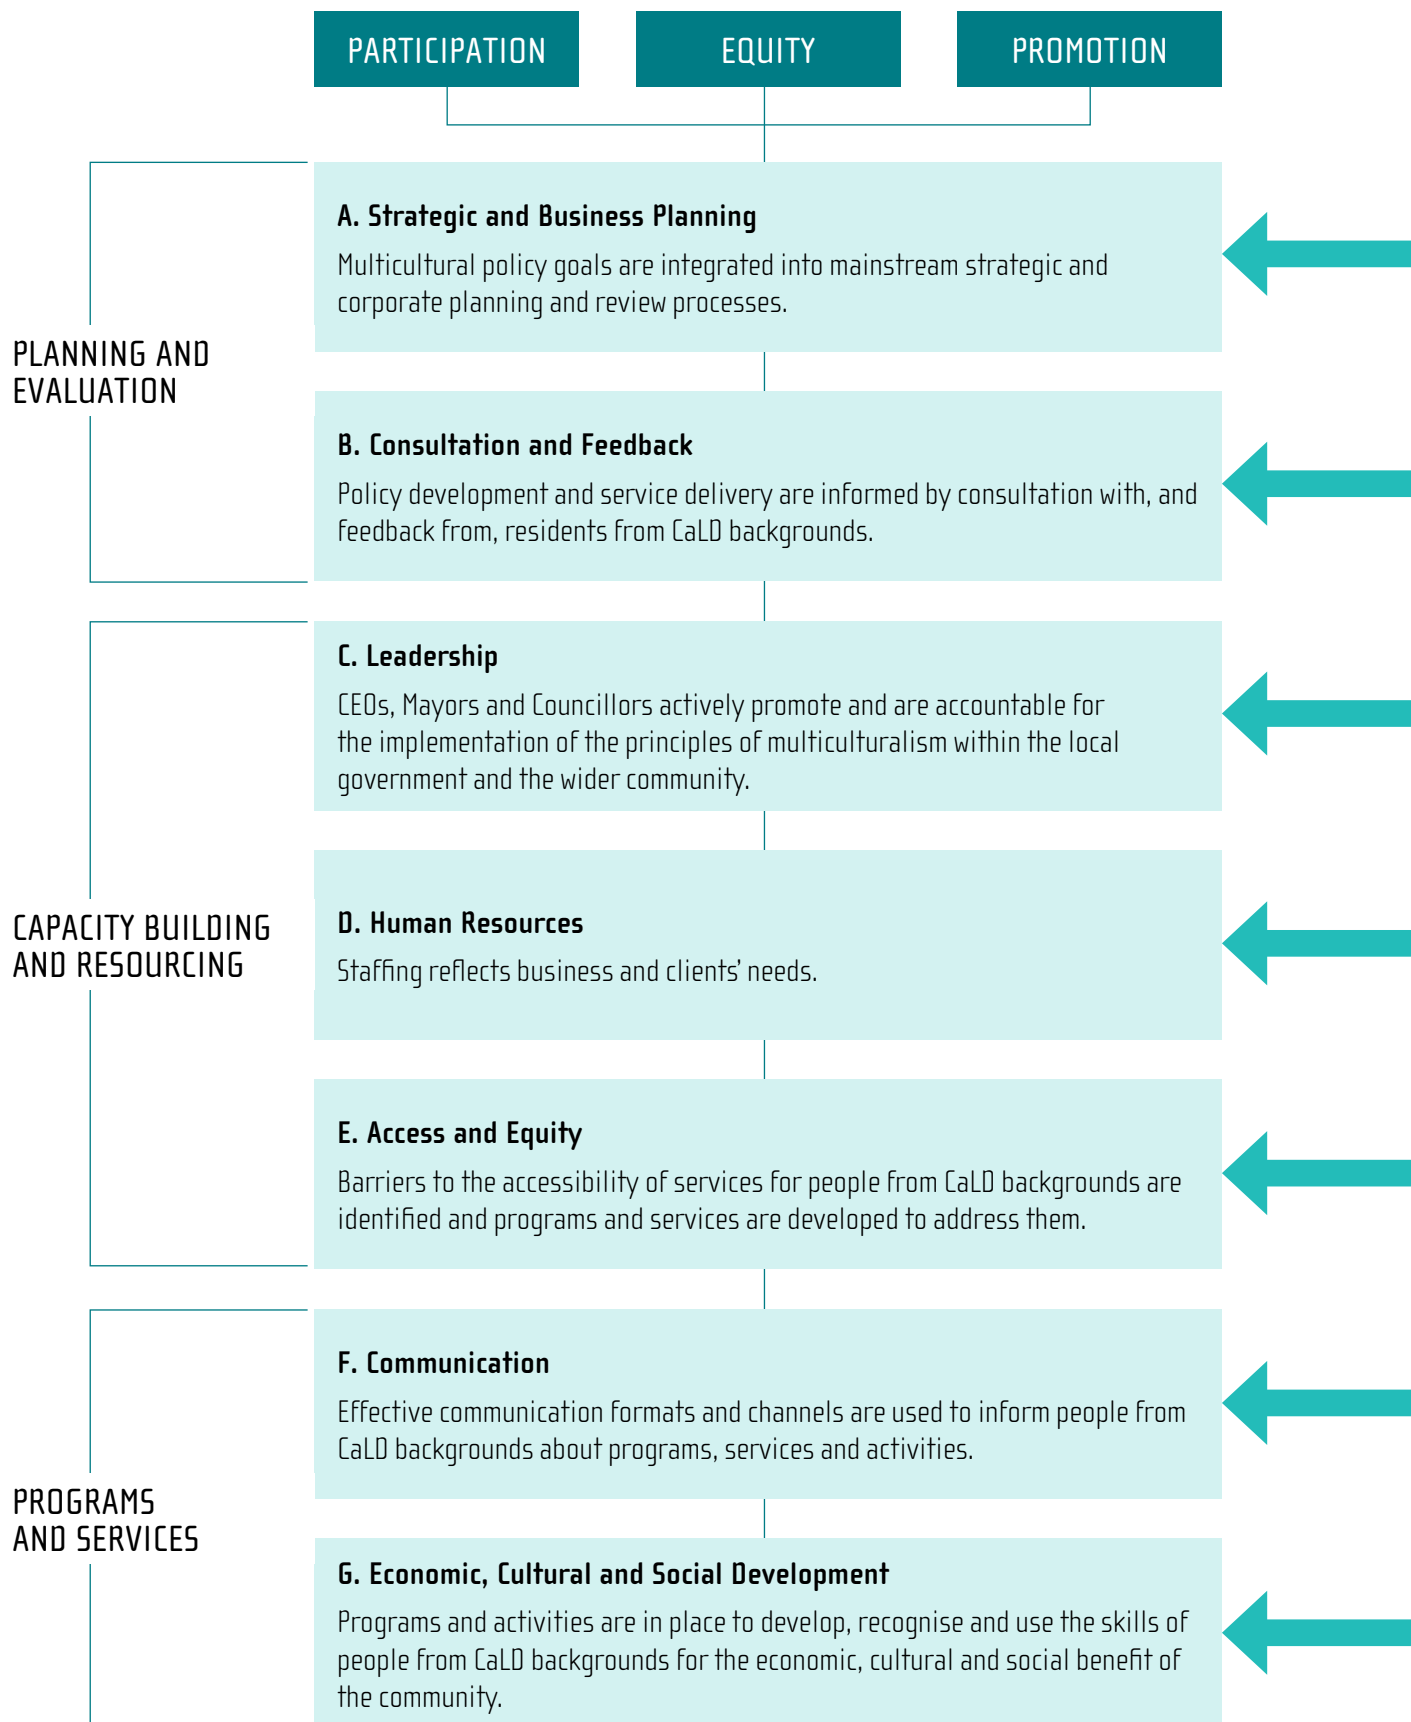 PARTICIPATION
EQUITY
PROMOTION
PLANNING AND
EVALUATION
A. Strategic and Business Planning
Multicultural policy goals are integrated into mainstream strategic and
corporate planning and review processes.
B. Consultation and Feedback
Policy development and service delivery are informed by consultation with, and
feedback from, residents from CaLD backgrounds.
CAPACITY BUILDING
AND RESOURCING
C. Leadership
CEOs, Mayors and Councillors actively promote and are accountable for
the implementation of the principles of multiculturalism within the local
government and the wider community.
D. Human Resources
Staffing reflects business and clients’ needs.
E. Access and Equity
Barriers to the accessibility of services for people from CaLD backgrounds are
identified and programs and services are developed to address them.
PROGRAMS
AND SERVICES
F. Communication
Effective communication formats and channels are used to inform people from
CaLD backgrounds about programs, services and activities.
G. Economic, Cultural and Social Development
Programs and activities are in place to develop, recognise and use the skills of
people from CaLD backgrounds for the economic, cultural and social benefit of
the community.